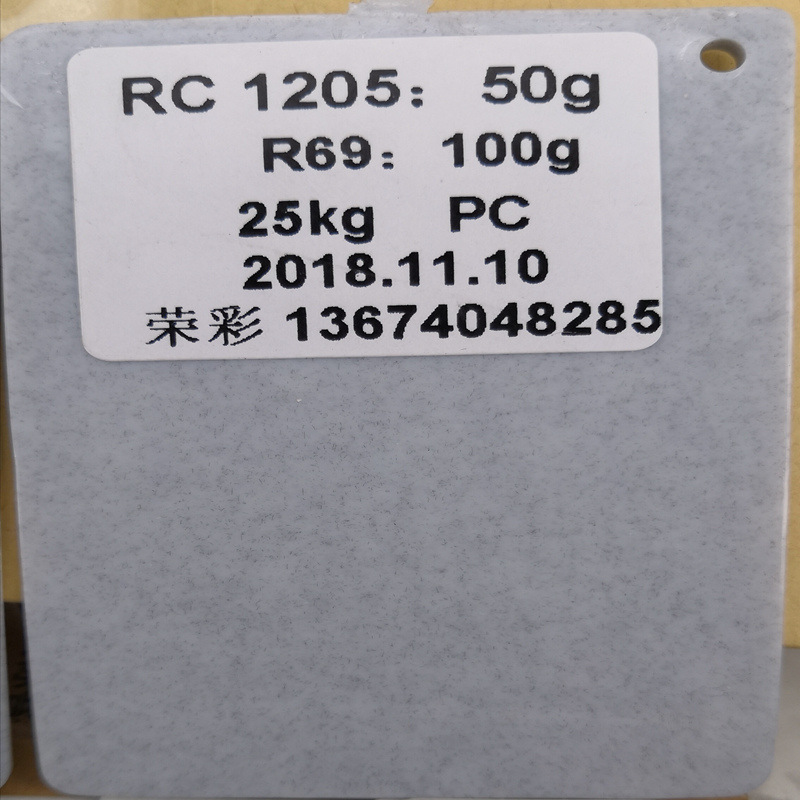 RC 1205： 50g
R69： 100g
25kg PC
2018.11.10
荣彩 13674048285